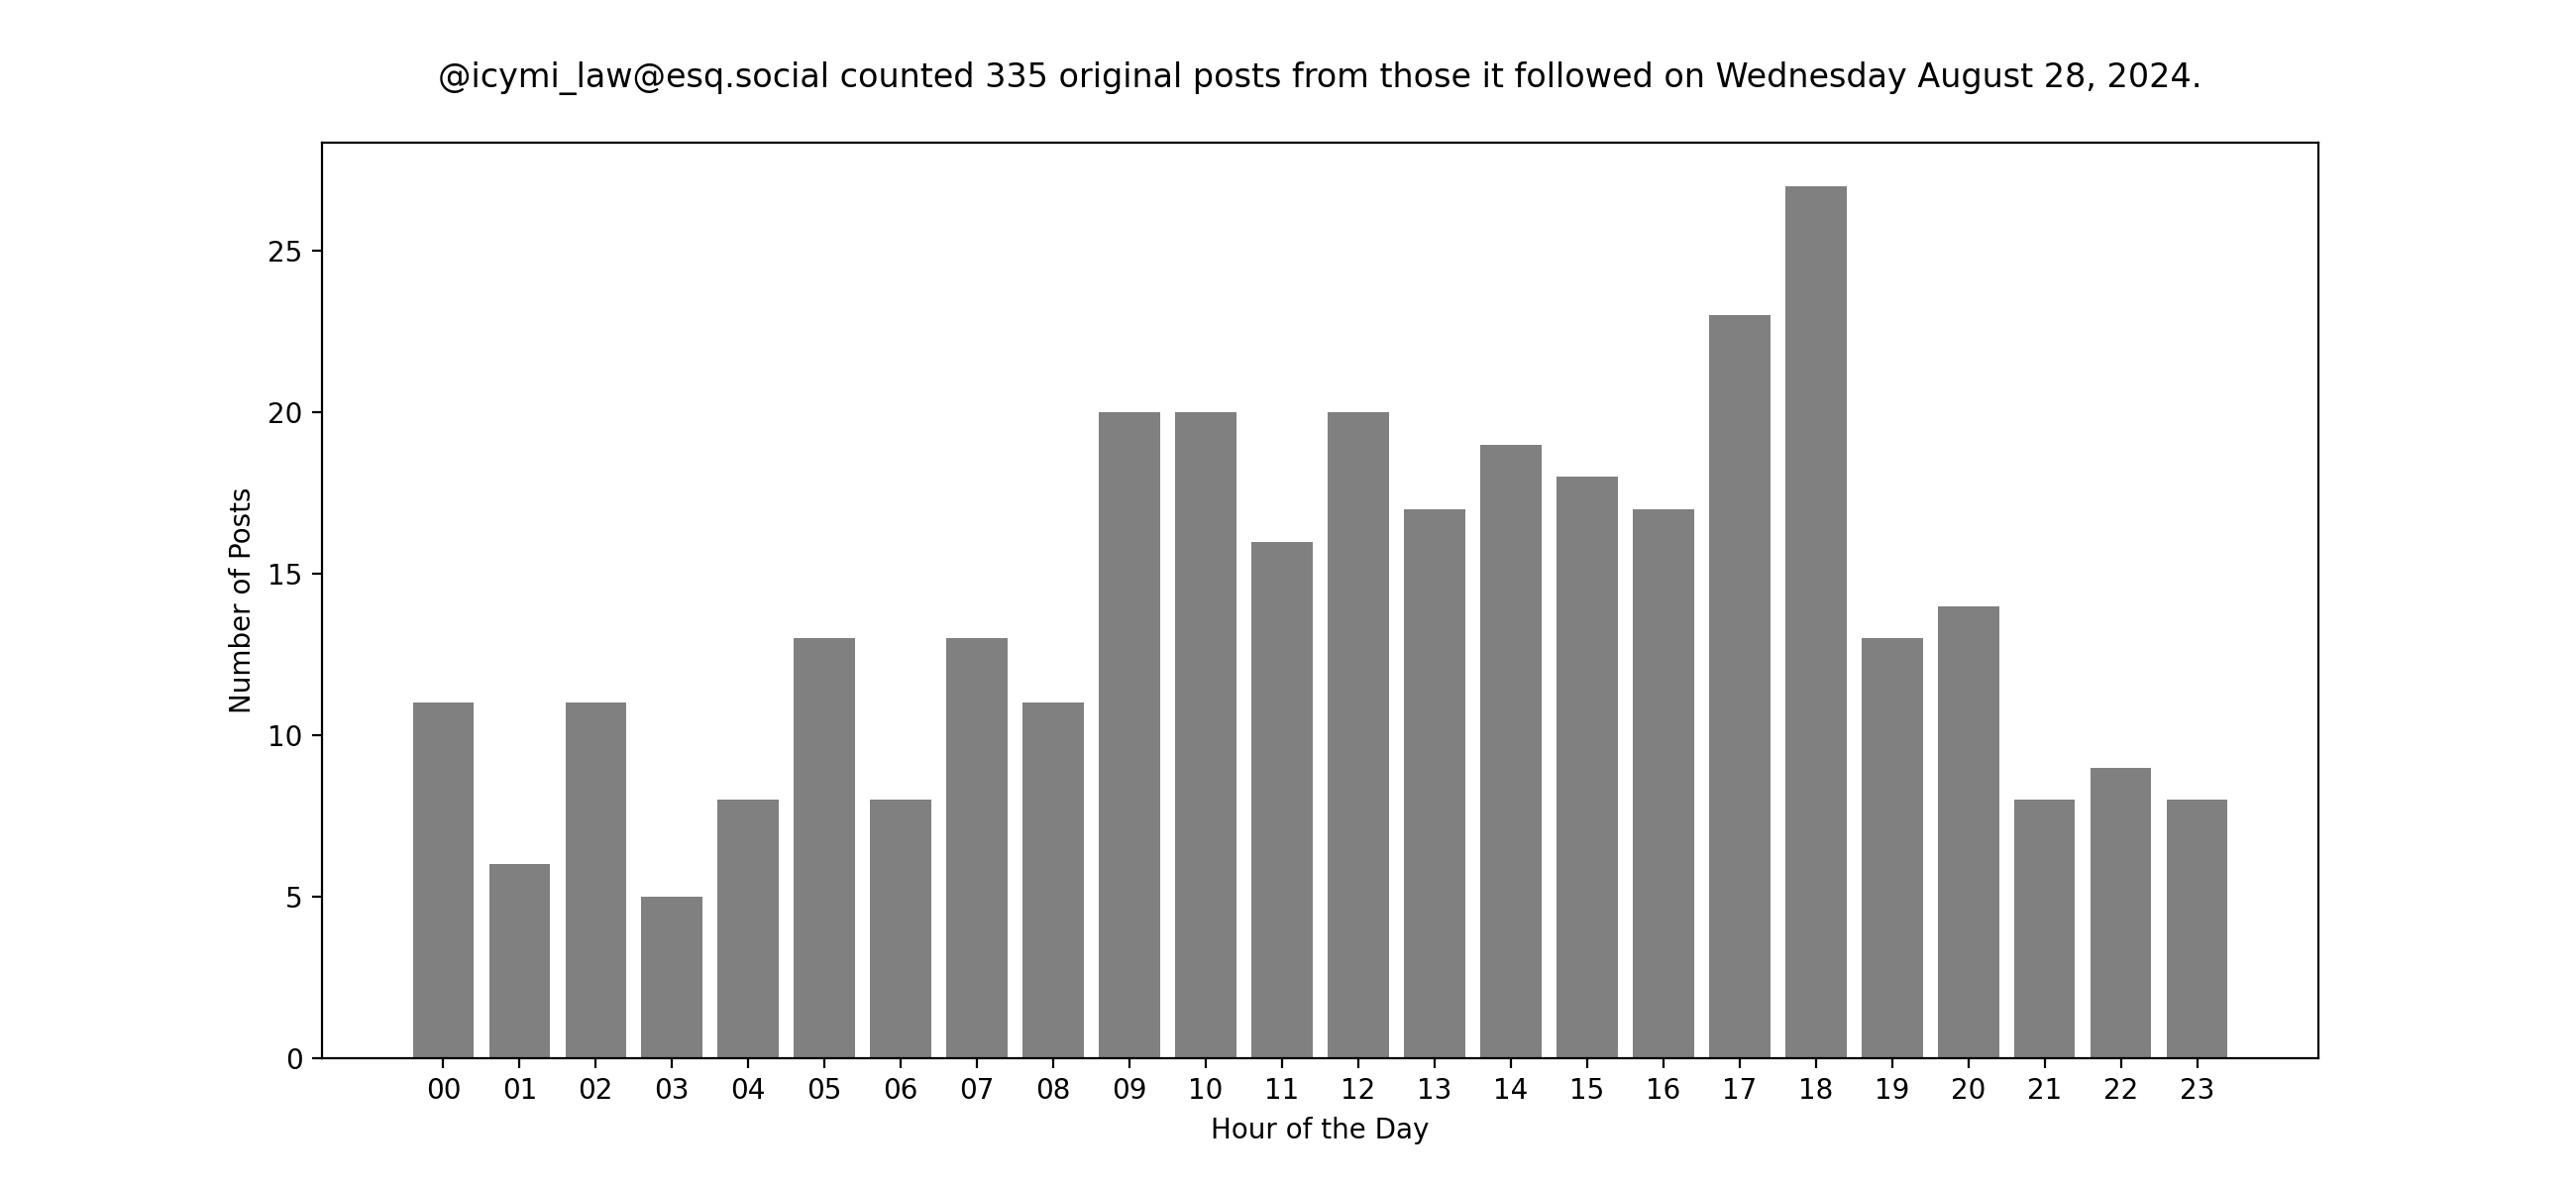 @icymi_law@esq.social counted 335 original posts from those it followed on Wednesday August 28, 2024.
Number of Posts
25
20
15
10
5
0
00 01 02 03 04 05 06 07 08 09 10 11 12 13 14 15 16 17 18 19 20 21 22 23
Hour of the Day